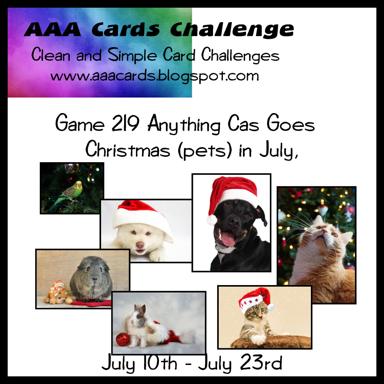 AAA Cards Challenge
Clean and Simple Card Challenges
www.aaacards.blogspot.com
Game 219 Anything Cas Goes
Christmas (pets) in July,
July 10th - July 23rd